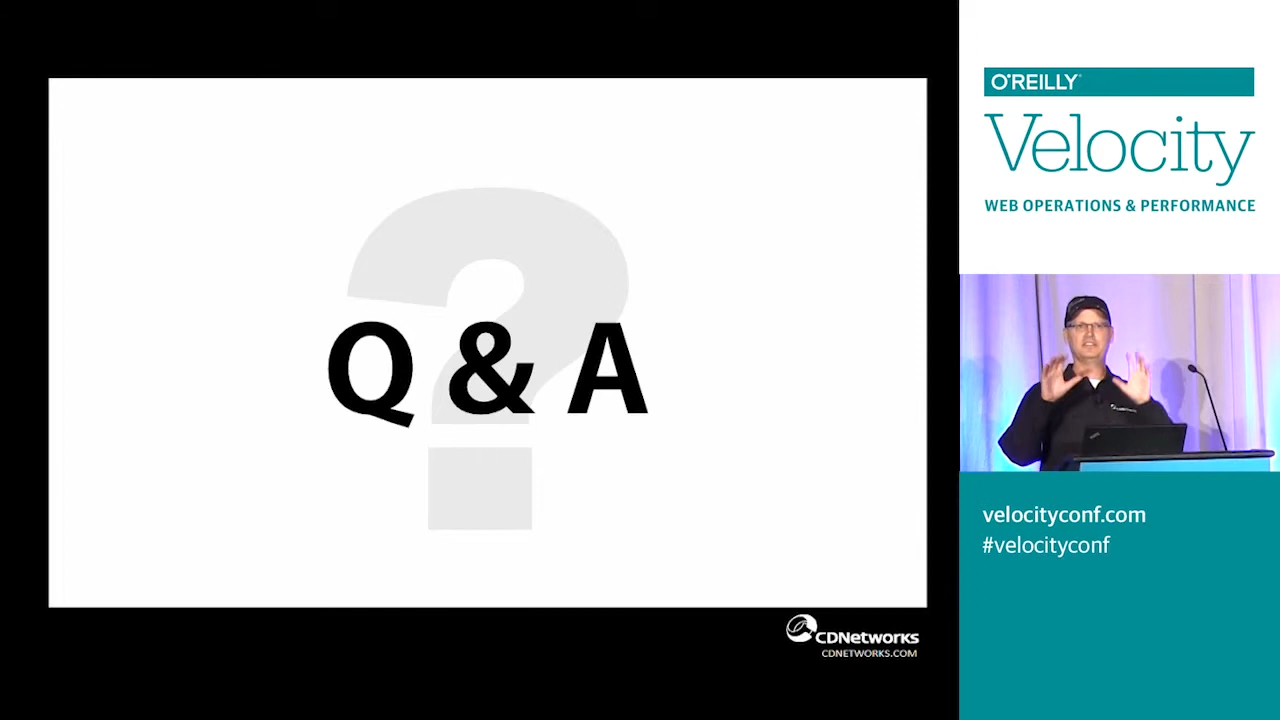 Q & A
CDNetworks
CDNETWORKS.COM
O'REILLY
Velocity
WEB OPERATIONS & PERFORMANCE
velocityconf.com
#velocityconf